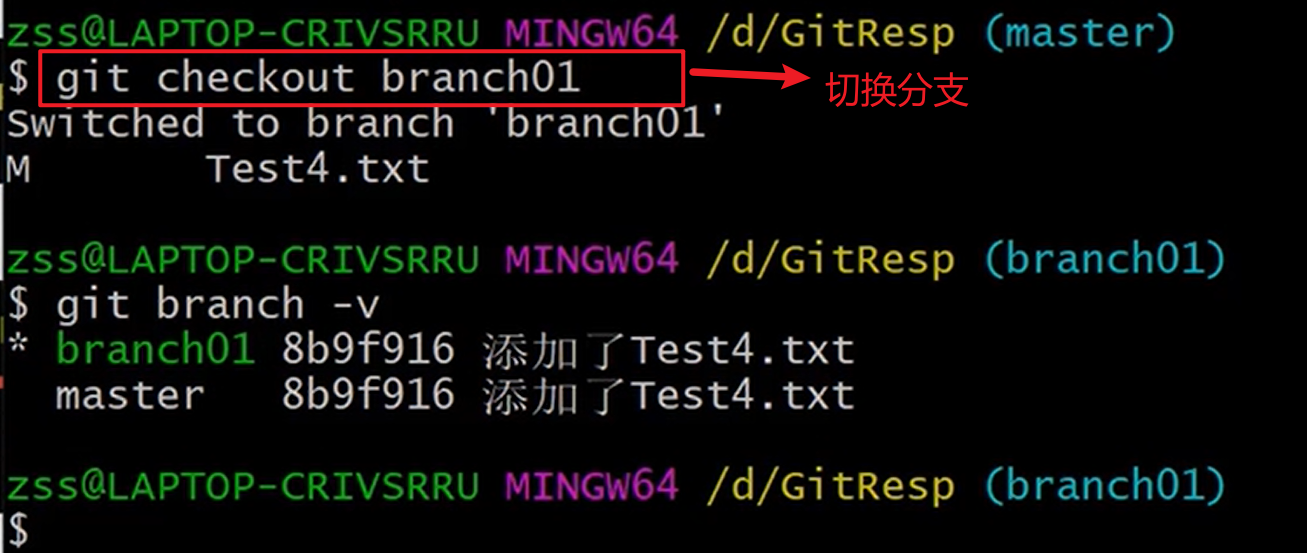 zss@LAPTOP-CRIVSRRU MINGW64 /d/GitResp (master)
$ git checkout branch01
切换分支
Switched to branch 'branch01'
M       Test4.txt
zss@LAPTOP-CRIVSRRU MINGW64 /d/GitResp (branch01)
$ git branch -v
* branch01 8b9f916 添加了Test4.txt
  master   8b9f916 添加了Test4.txt
zss@LAPTOP-CRIVSRRU MINGW64 /d/GitResp (branch01)
$